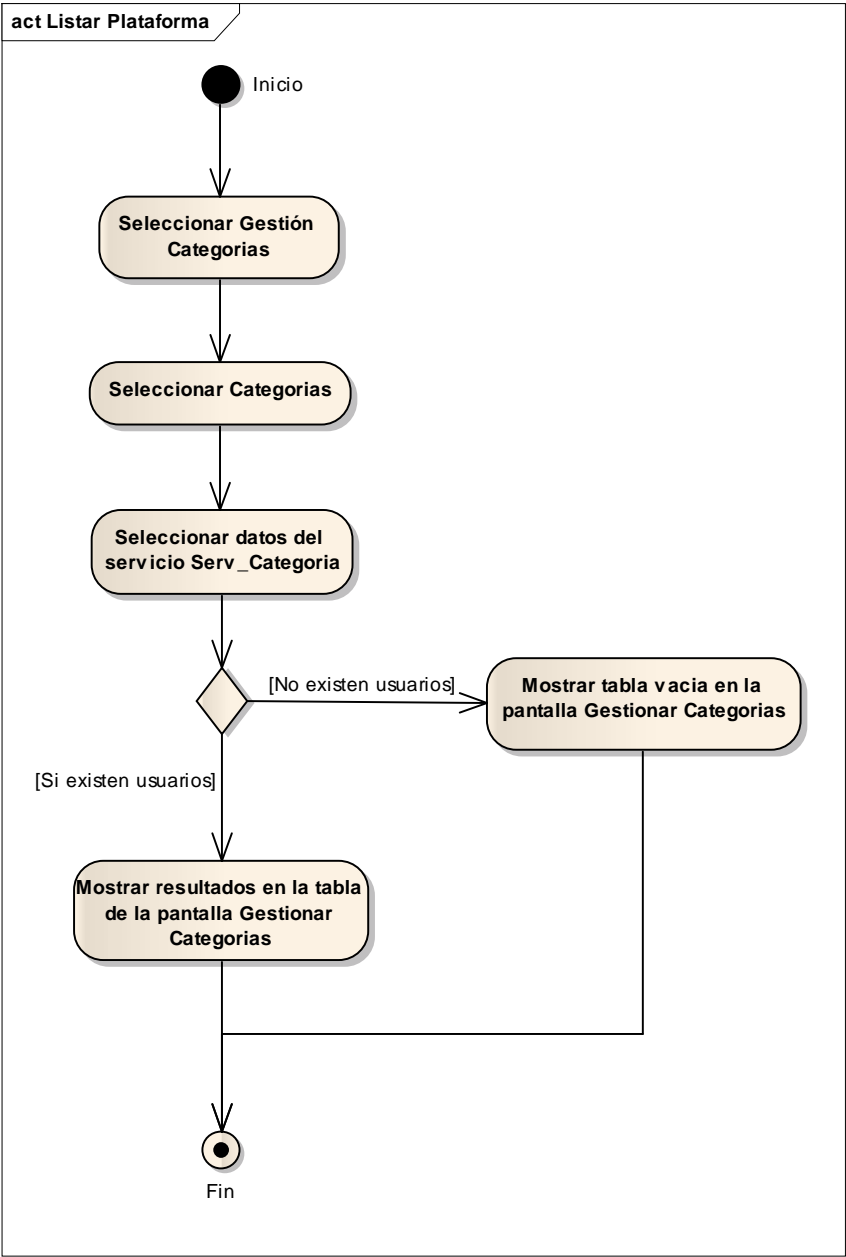 act Listar Plataforma
Inicio
Seleccionar Gestión
Categorias
Seleccionar Categorias
Seleccionar datos del
servicio Serv_Categoria
[No existen usuarios]
Mostrar tabla vacia en la
pantalla Gestionar Categorias
[Si existen usuarios]
Mostrar resultados en la tabla
de la pantalla Gestionar
Categorias
Fin